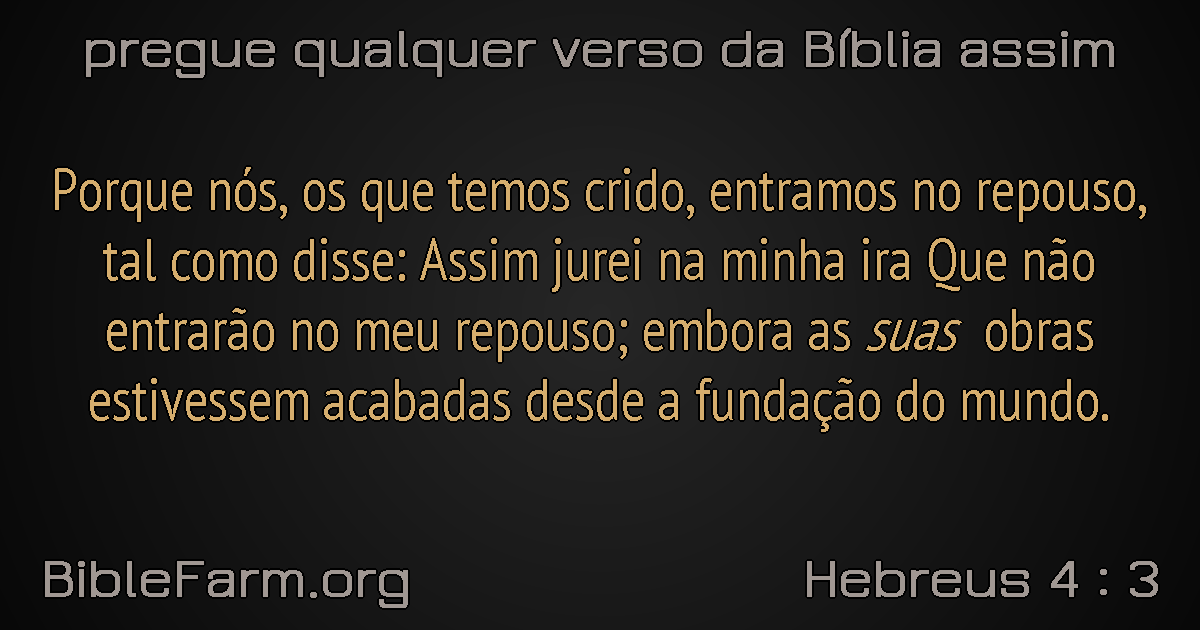 pregue qualquer verso da Bíblia assim
Porque nós, os que temos crido, entramos no repouso,
tal como disse: Assim jurei na minha ira Que não
entrarão no meu repouso; embora as suas obras
estivessem acabadas desde a fundação do mundo.
BibleFarm.org
Hebreus 4 : 3